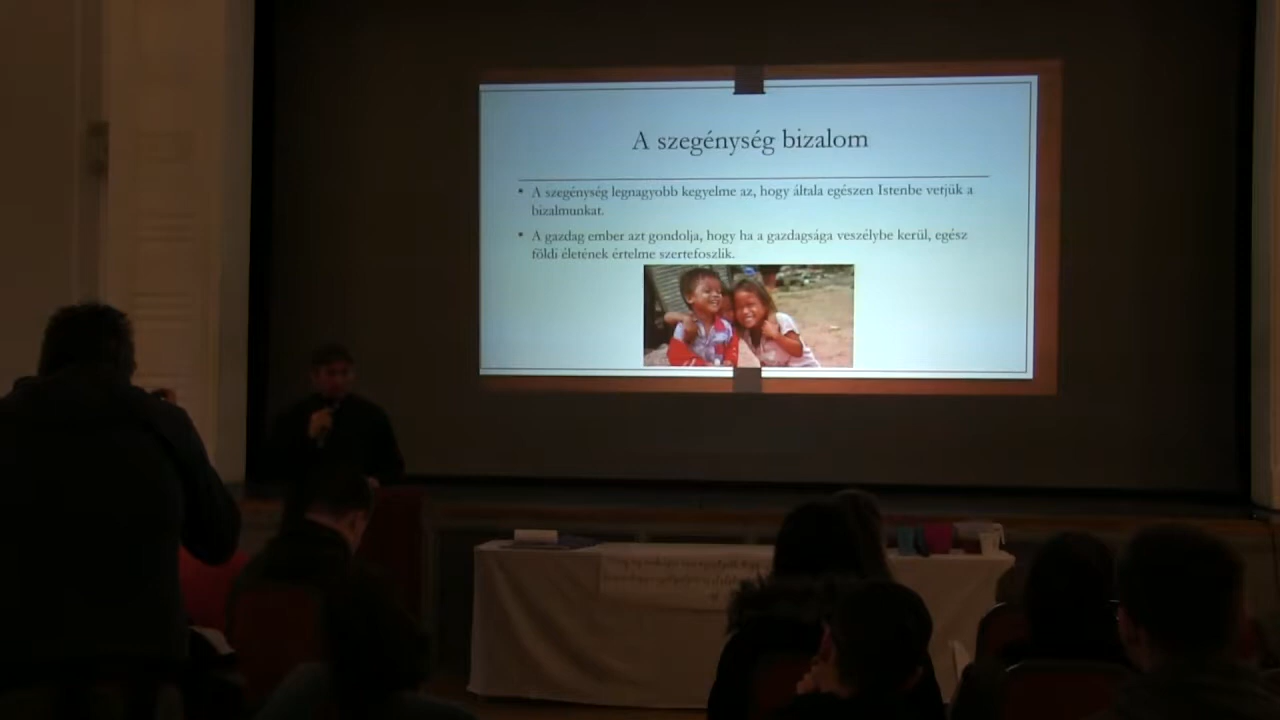 A szegénység bizalom
• A szegénység legnagyobb kegyelme az, hogy általa egészen Istenbe vetjük a
bizalmunkat.
• A gazdag ember azt gondolja, hogy ha a gazdagsága veszélybe kerül, egész
földi életének értelme szertefoszlik.